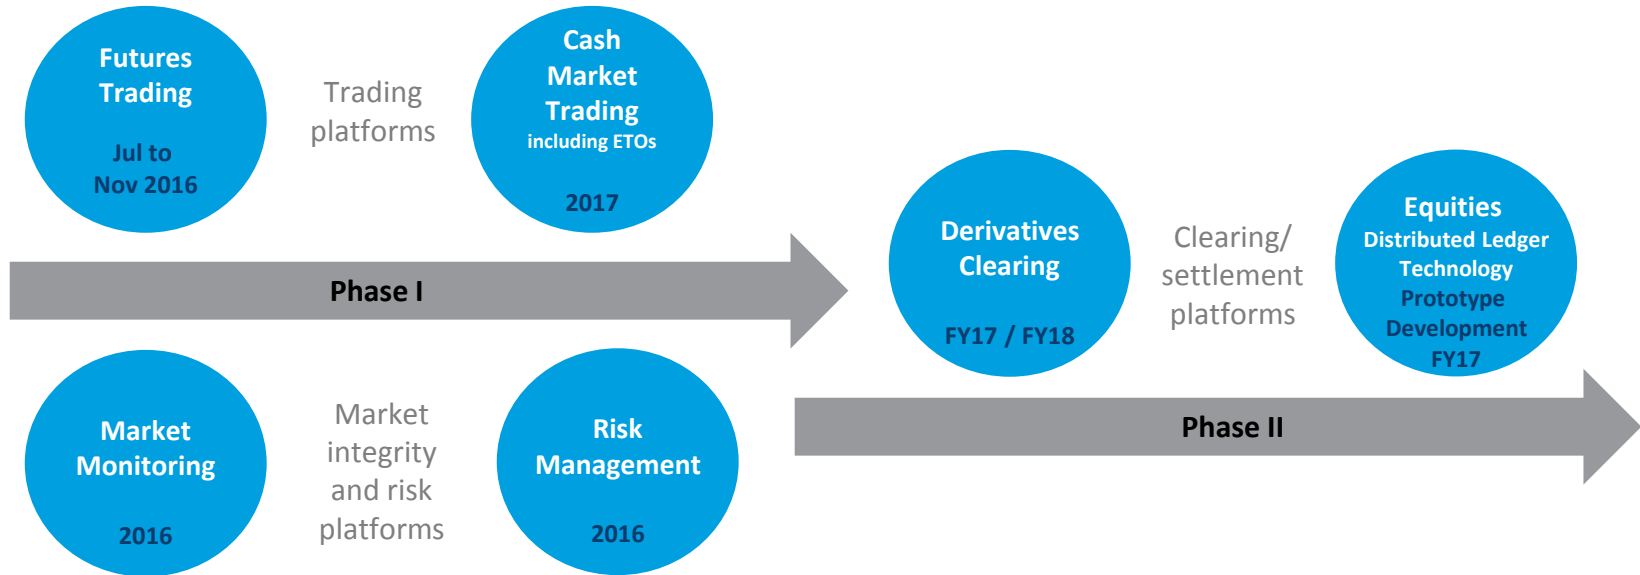 Futures
Trading
Jul to
Nov 2016
Trading
platforms
Cash
Market
Trading
including ETOs
2017
Phase I
Market
Monitoring
2016
Market
integrity
and risk
platforms
Risk
Management
2016
Derivatives
Clearing
FY17 / FY18
Clearing/
settlement
platforms
Equities
Distributed Ledger
Technology
Prototype
Development
FY17
Phase II